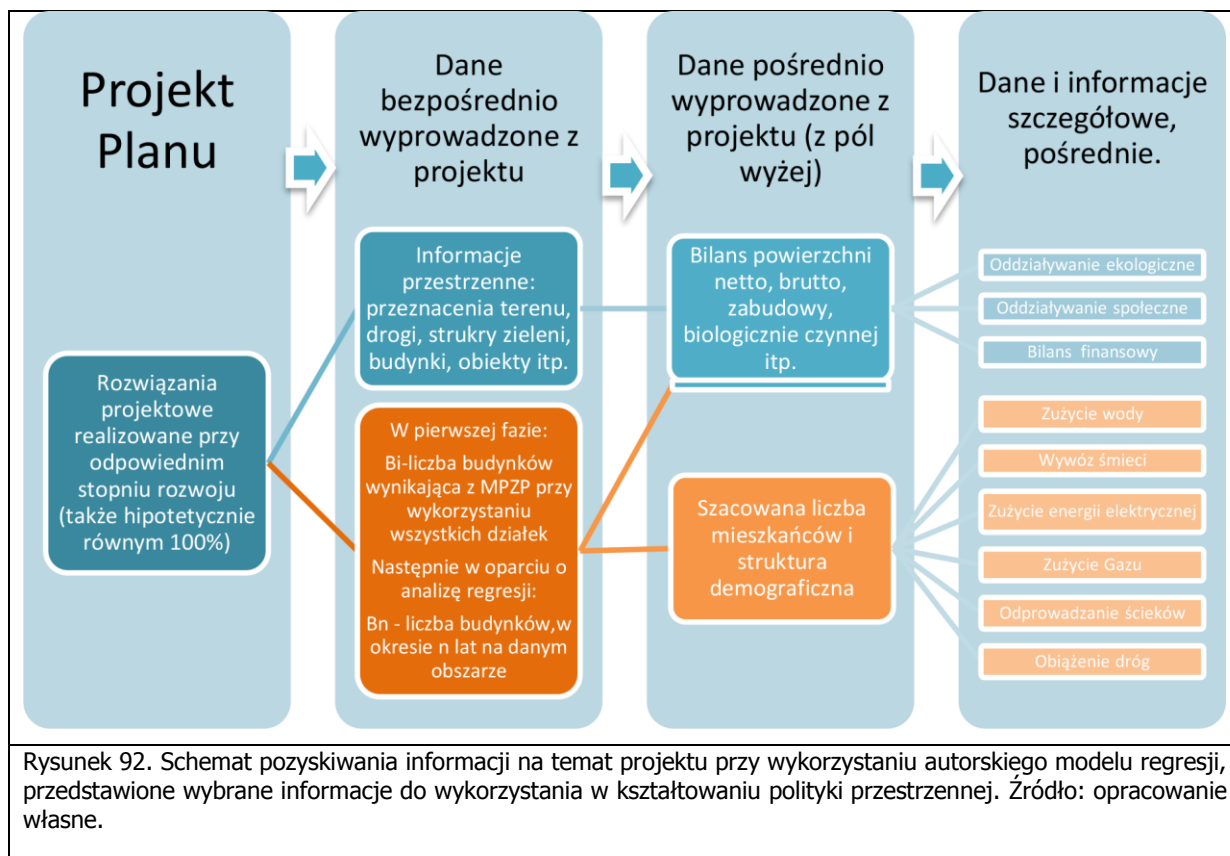 Projekt
Planu
Rozwiązania
projektowe
realizowane przy
odpowiednim
stopniu rozwoju
(także hipotetycznie
równym 100%)
Dane
bezpośrednio
wyprowadzone z
projektu
Informacje
przestrzenne:
przeznacenia terenu,
drogi, strukry zieleni,
budynki, obiekty itp.
W pierwszej fazie:
Bi-liczba budynków
wynikająca z MPZP przy
wykorzystaniu
wszystkich działek
Następnie w oparciu o
analizę regresji:
Bn - liczba budynków,w
okresie n lat na danym
obszarze
Dane pośrednio
wyprowadzone z
projektu (z pól
wyżej)
Bilans powierzchni
netto, brutto,
zabudowy,
biologicznie czynnej
itp.
Szacowana liczba
mieszkańców i
struktura
demograficzna
Dane i informacje
szczegółowe,
pośrednie.
Oddziaływanie ekologiczne
Oddziaływanie społeczne
Bilans finansowy
Zużycie wody
Wywóz śmieci
Zużycie energii elektrycznej
Zużycie Gazu
Odprowadzanie ścieków
Obiążenie dróg
Rysunek 92. Schemat pozyskiwania informacji na temat projektu przy wykorzystaniu autorskiego modelu regresji,
przedstawione wybrane informacje do wykorzystania w kształtowaniu polityki przestrzennej. Źródło: opracowanie
własne.